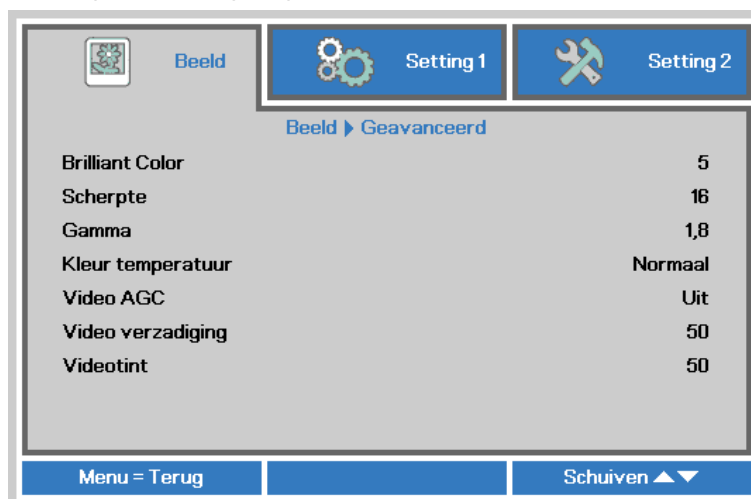 Beeld
Setting 1
Setting 2
Beeld ▶ Geavanceerd
Brilliant Color 5
Scherpte 16
Gamma 1,8
Kleur temperatuur Normaal
Video AGC Uit
Video verzadiging 50
Videotint 50
Menu = Terug
Schuiven ▲▼